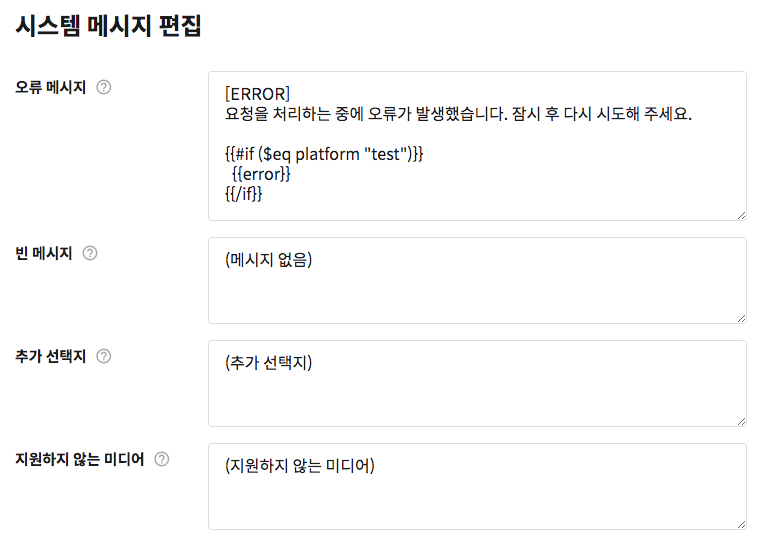 시스템 메시지 편집
오류 메시지
[ERROR]
요청을 처리하는 중에 오류가 발생했습니다. 잠시 후 다시 시도해 주세요.
{{#if ($eq platform "test")}}
{{error}}
{{/if}}
빈 메시지
(메시지 없음)
추가 선택지
(추가 선택지)
지원하지 않는 미디어
(지원하지 않는 미디어)